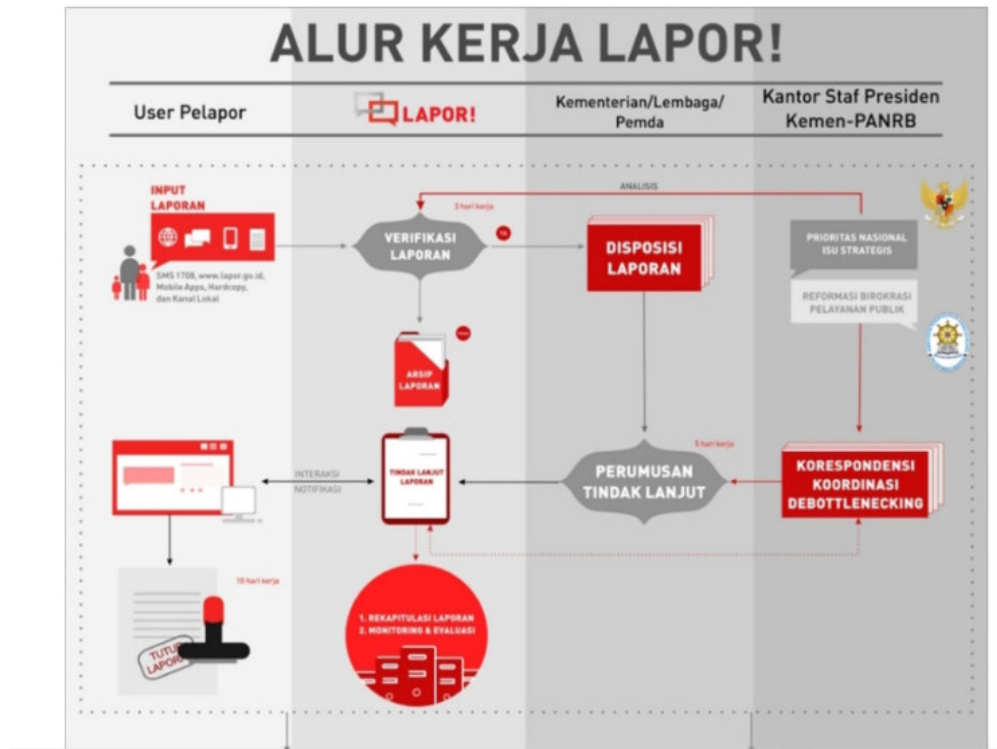 ALUR KERJA LAPOR!
User Pelapor
LAPOR!
Kementerian/Lembaga/
Pemda
Kantor Staf Presiden
Kemen-PANRB
INPUT
LAPORAN
SMS 1708, www.lapor.go.id,
Mobile Apps, Hardcopy,
dan Kanal Lokal
ANALISIS
3 hari kerja
VERIFIKASI
LAPORAN
DISPOSISI
LAPORAN
PRIORITAS NASIONAL
ISU STRATEGIS
REFORMASI BIROKRASI
PELAYANAN PUBLIK
ARSIP
LAPORAN
INTERAKSI
NOTIFIKASI
TINDAK LANJUT
LAPORAN
5 hari kerja
PERUMUSAN
TINDAK LANJUT
KORESPONDENSI
KOORDINASI
DEBOTTLENECKING
10 hari kerja
TUTUP
LAPORAN
1. REKAPITULASI LAPORAN
2. MONITORING & EVALUASI